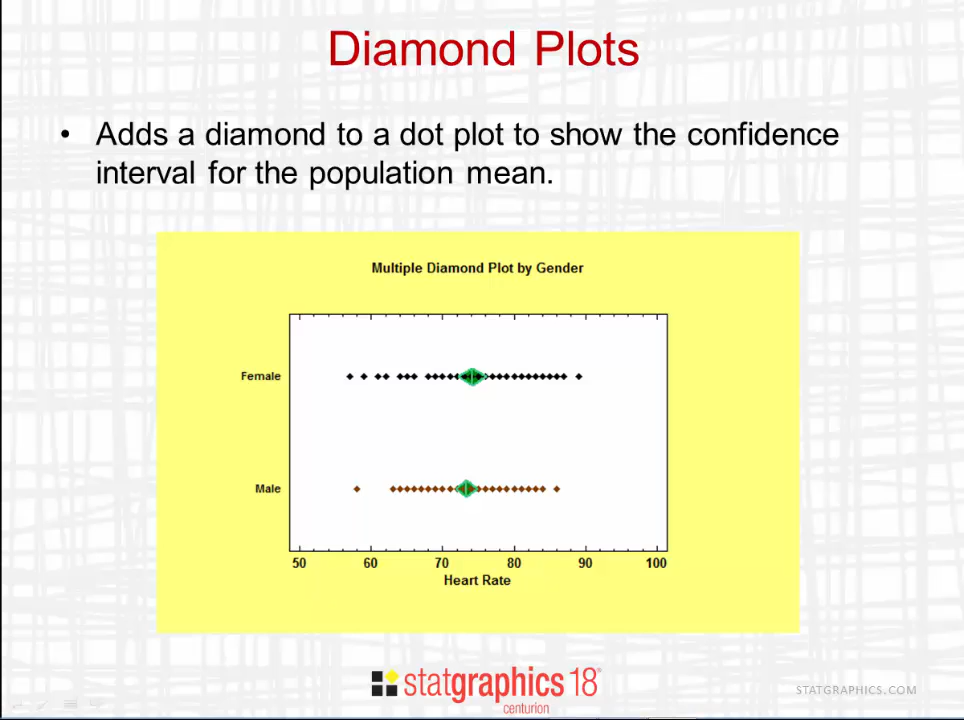 Diamond Plots
• Adds a diamond to a dot plot to show the confidence
interval for the population mean.
Multiple Diamond Plot by Gender
Female
Male
50 60 70 80 90 100
Heart Rate
statgraphics 18®
centurion
STATGRAPHICS.COM